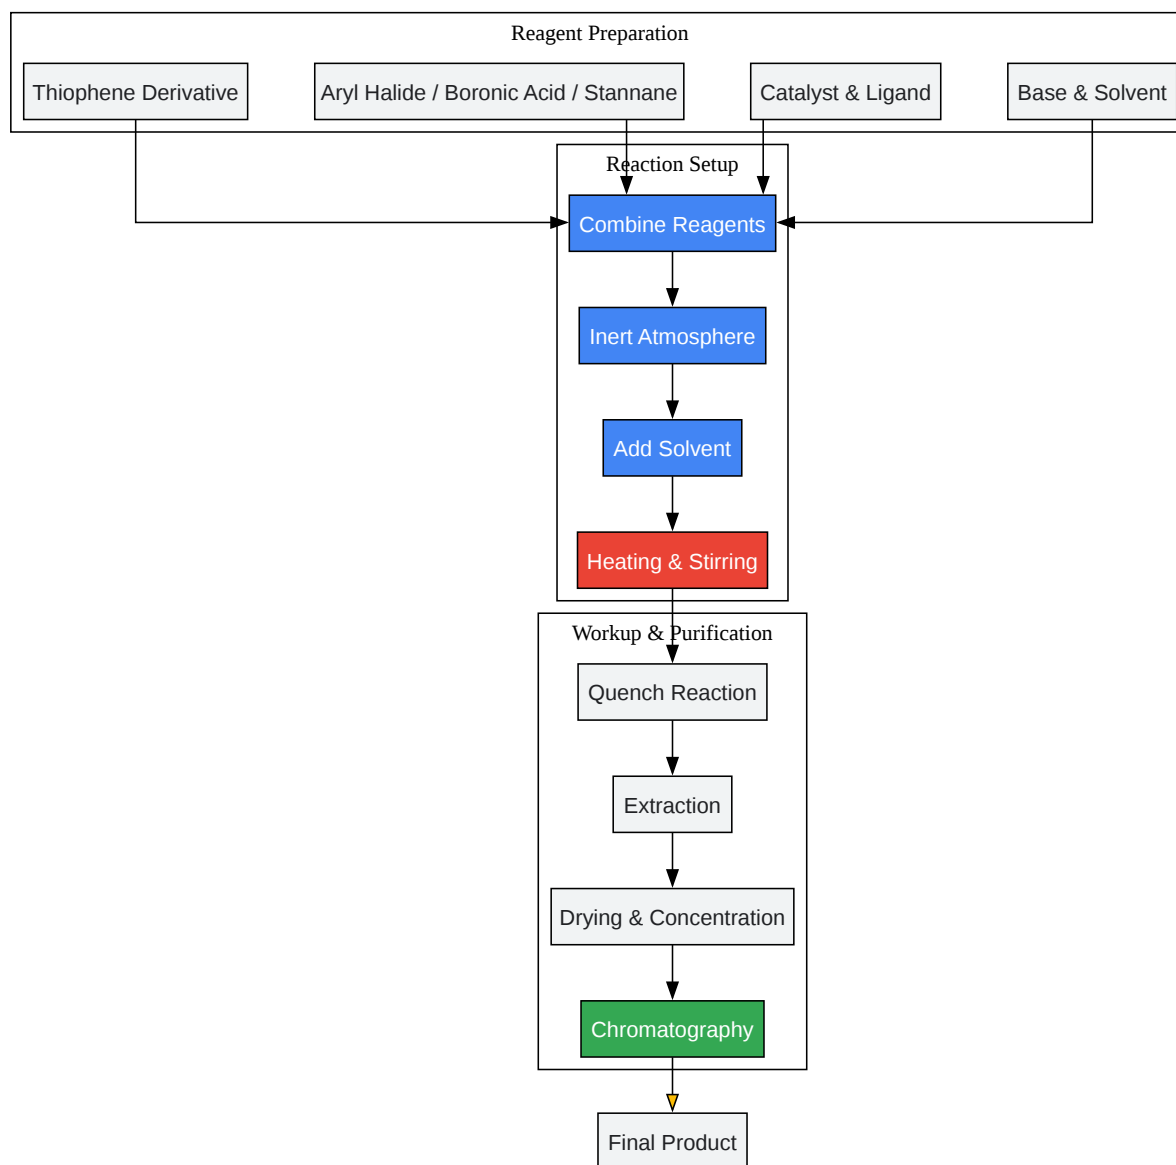 Reagent Preparation
Thiophene Derivative
Aryl Halide / Boronic Acid / Stannane
Catalyst & Ligand
Base & Solvent
Reaction Setup
Combine Reagents
Inert Atmosphere
Add Solvent
Heating & Stirring
Workup & Purification
Quench Reaction
Extraction
Drying & Concentration
Chromatography
Final Product